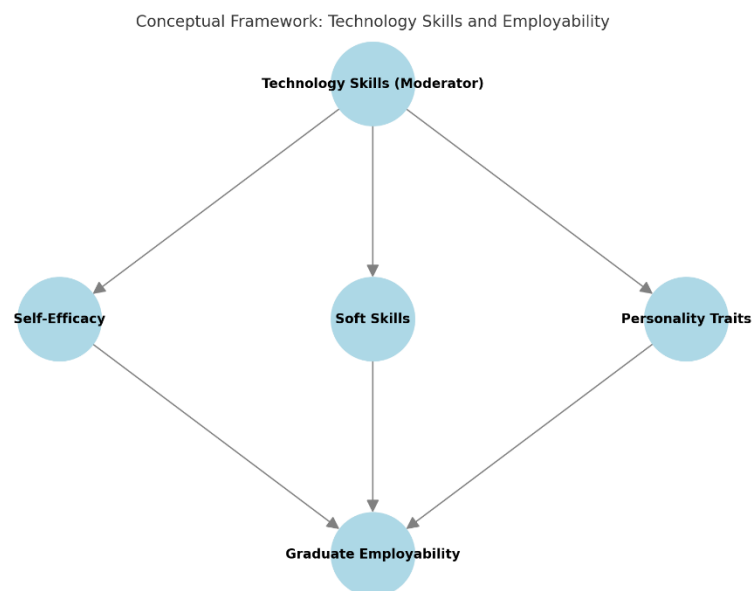 Conceptual Framework: Technology Skills and Employability
Technology Skills (Moderator)
Self-Efficacy
Soft Skills
Personality Traits
Graduate Employability